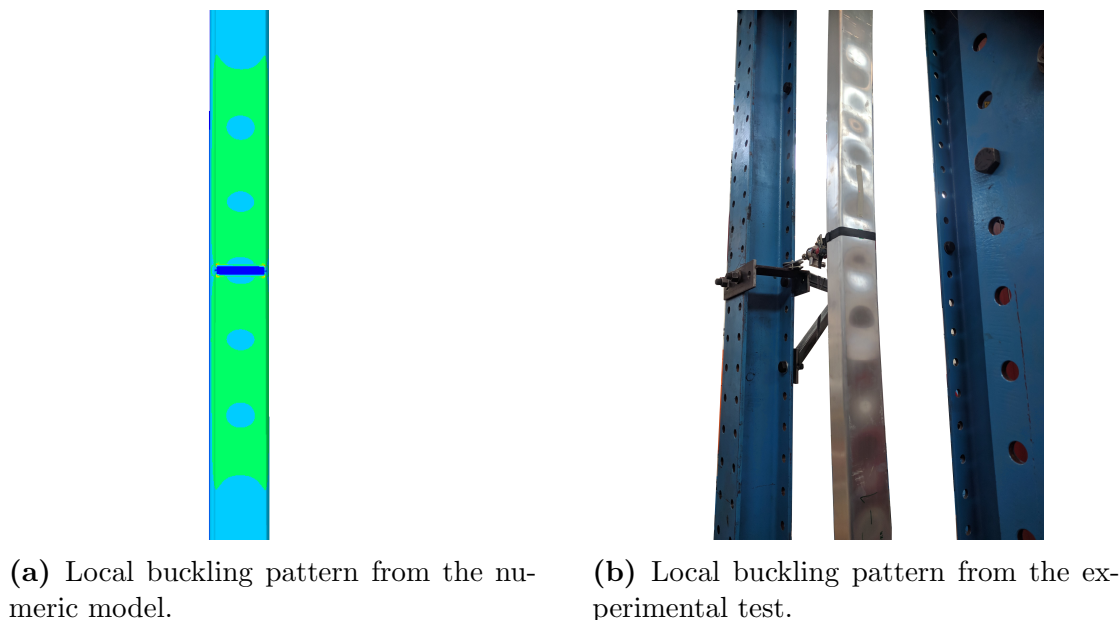 (a) Local buckling pattern from the nu-
meric model.
(b) Local buckling pattern from the ex-
perimental test.